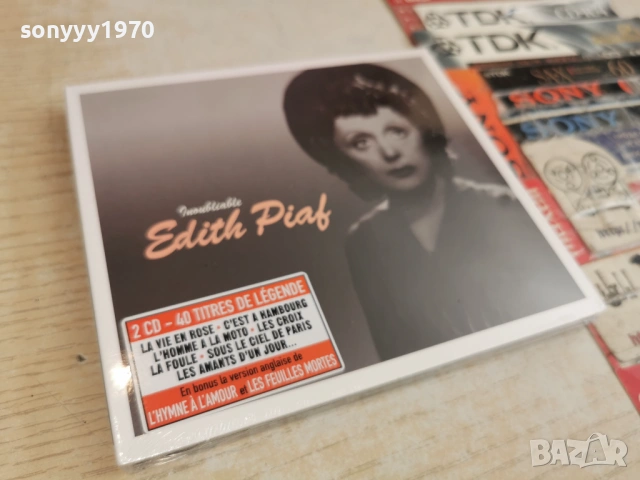 sonyyy1970
TDK
TDK
SONY
SONY
Inoubliable
Edith Piaf
2 CD - 40 TITRES DE LÉGENDE
LA VIE EN ROSE • C'EST A HAMBOURG
L'HOMME A LA MOTO • LES CROIX
LA FOULE • SOUS LE CIEL DE PARIS
LES AMANTS D'UN JOUR...
En bonus la version anglaise de
L'HYMNE À L'AMOUR et LES FEUILLES MORTES
BAZAR
bazar.bg